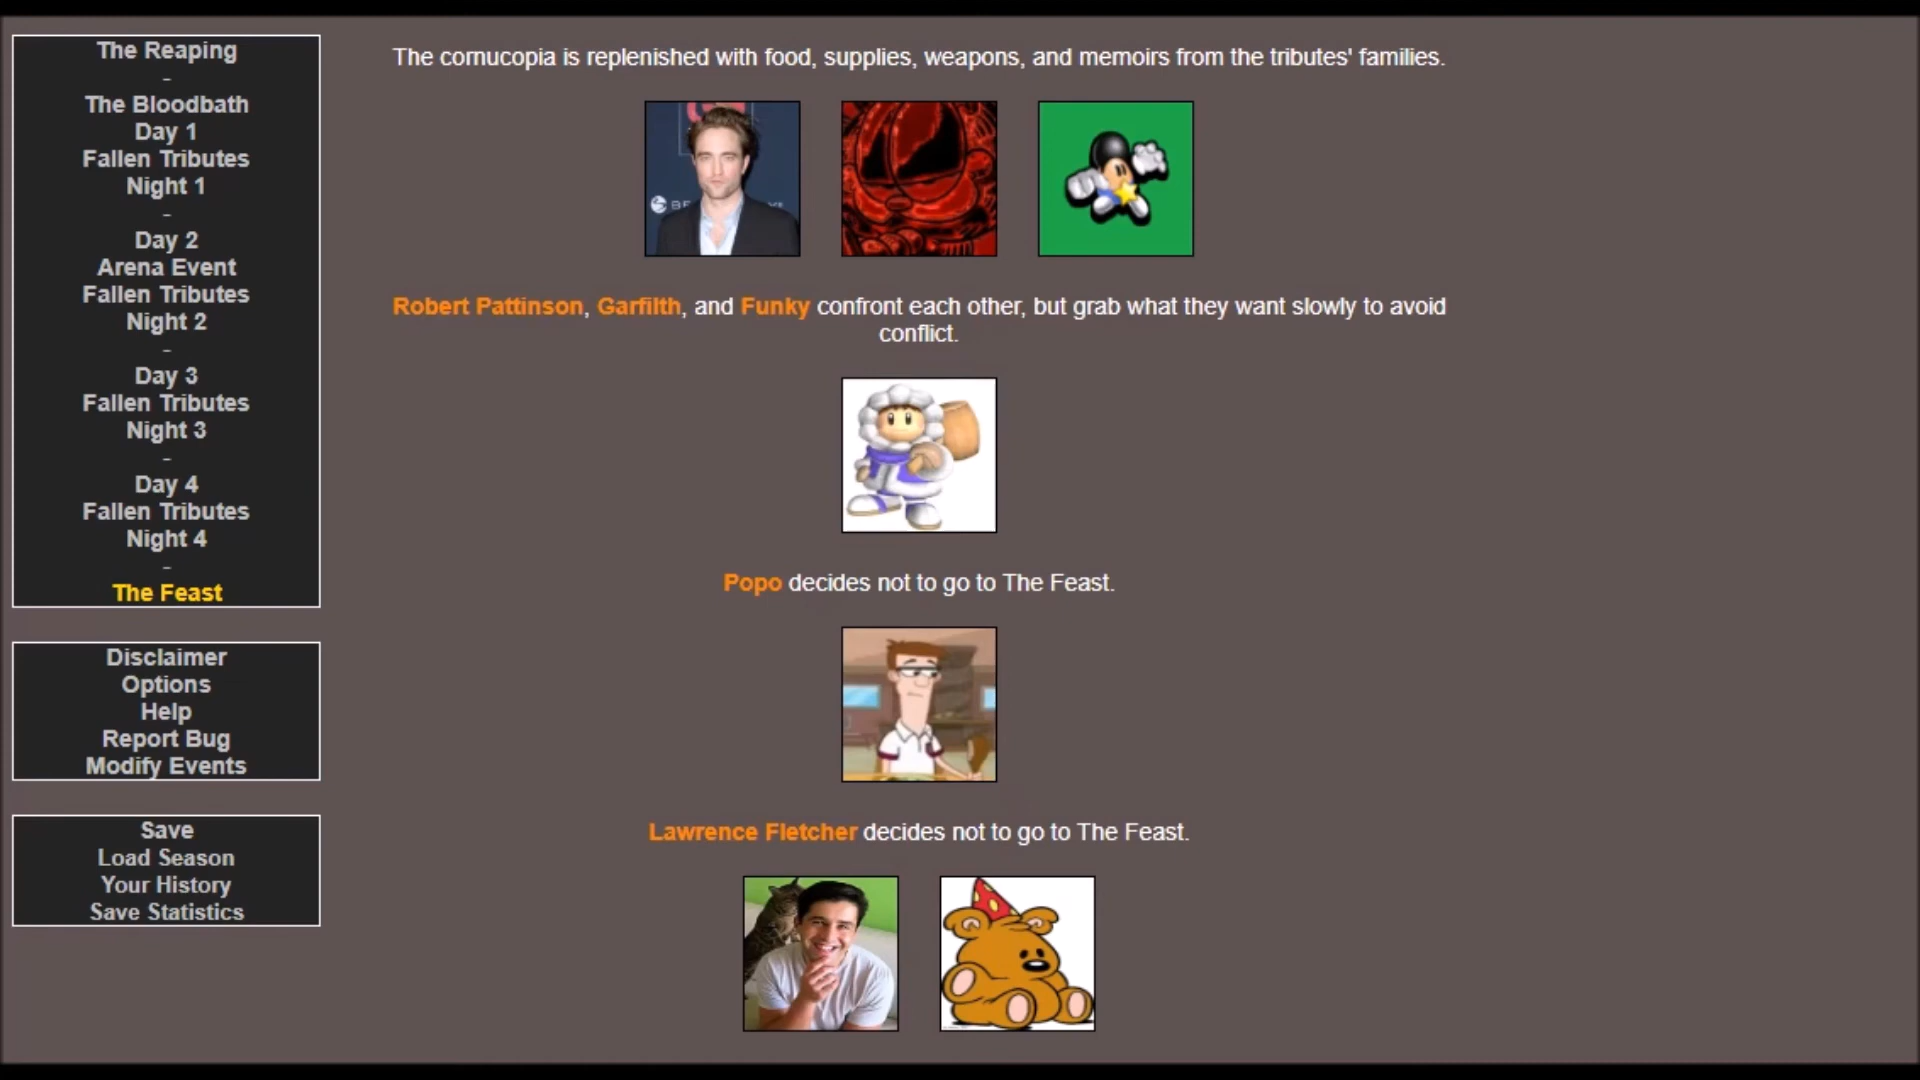 The Reaping
-
The Bloodbath
Day 1
Fallen Tributes
Night 1
-
Day 2
Arena Event
Fallen Tributes
Night 2
-
Day 3
Fallen Tributes
Night 3
-
Day 4
Fallen Tributes
Night 4
-
The Feast
Disclaimer
Options
Help
Report Bug
Modify Events
Save
Load Season
Your History
Save Statistics
The cornucopia is replenished with food, supplies, weapons, and memoirs from the tributes' families.
Robert Pattinson, Garfilth, and Funky confront each other, but grab what they want slowly to avoid
conflict.
Popo decides not to go to The Feast.
Lawrence Fletcher decides not to go to The Feast.